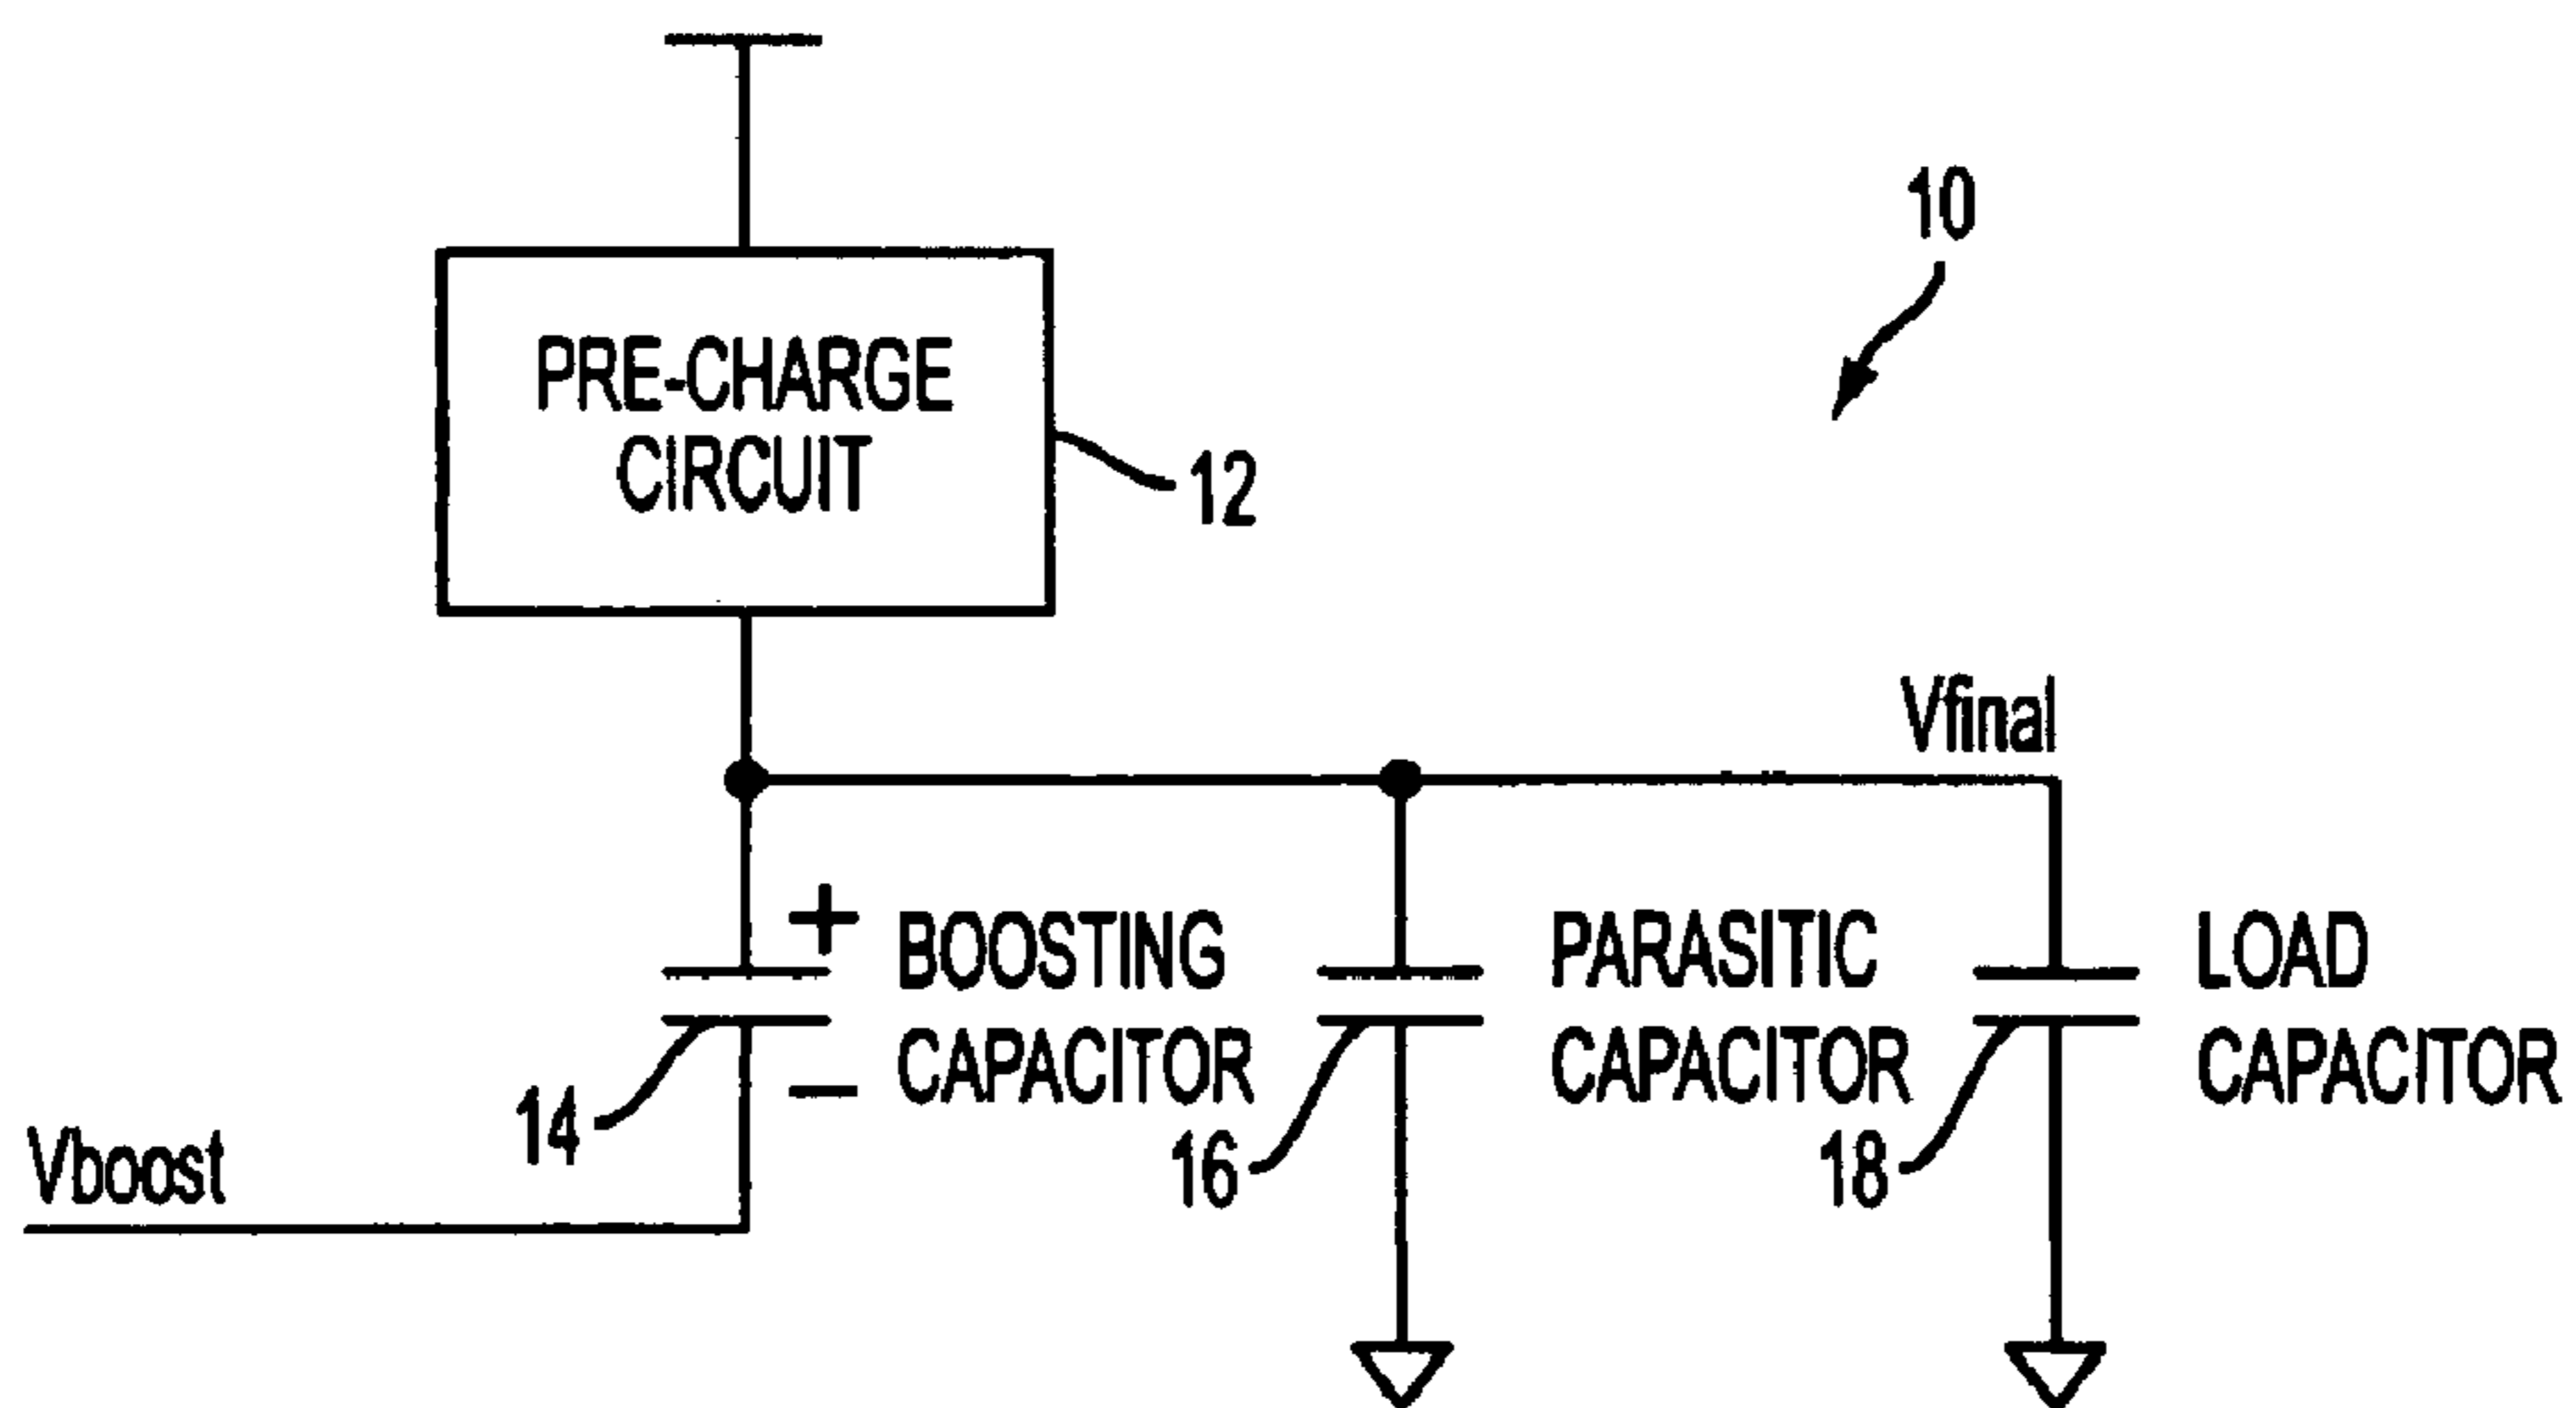 10
PRE-CHARGE
CIRCUIT
12
Vfinal
+
BOOSTING
CAPACITOR
–
14
PARASITIC
CAPACITOR
16
LOAD
CAPACITOR
18
Vboost